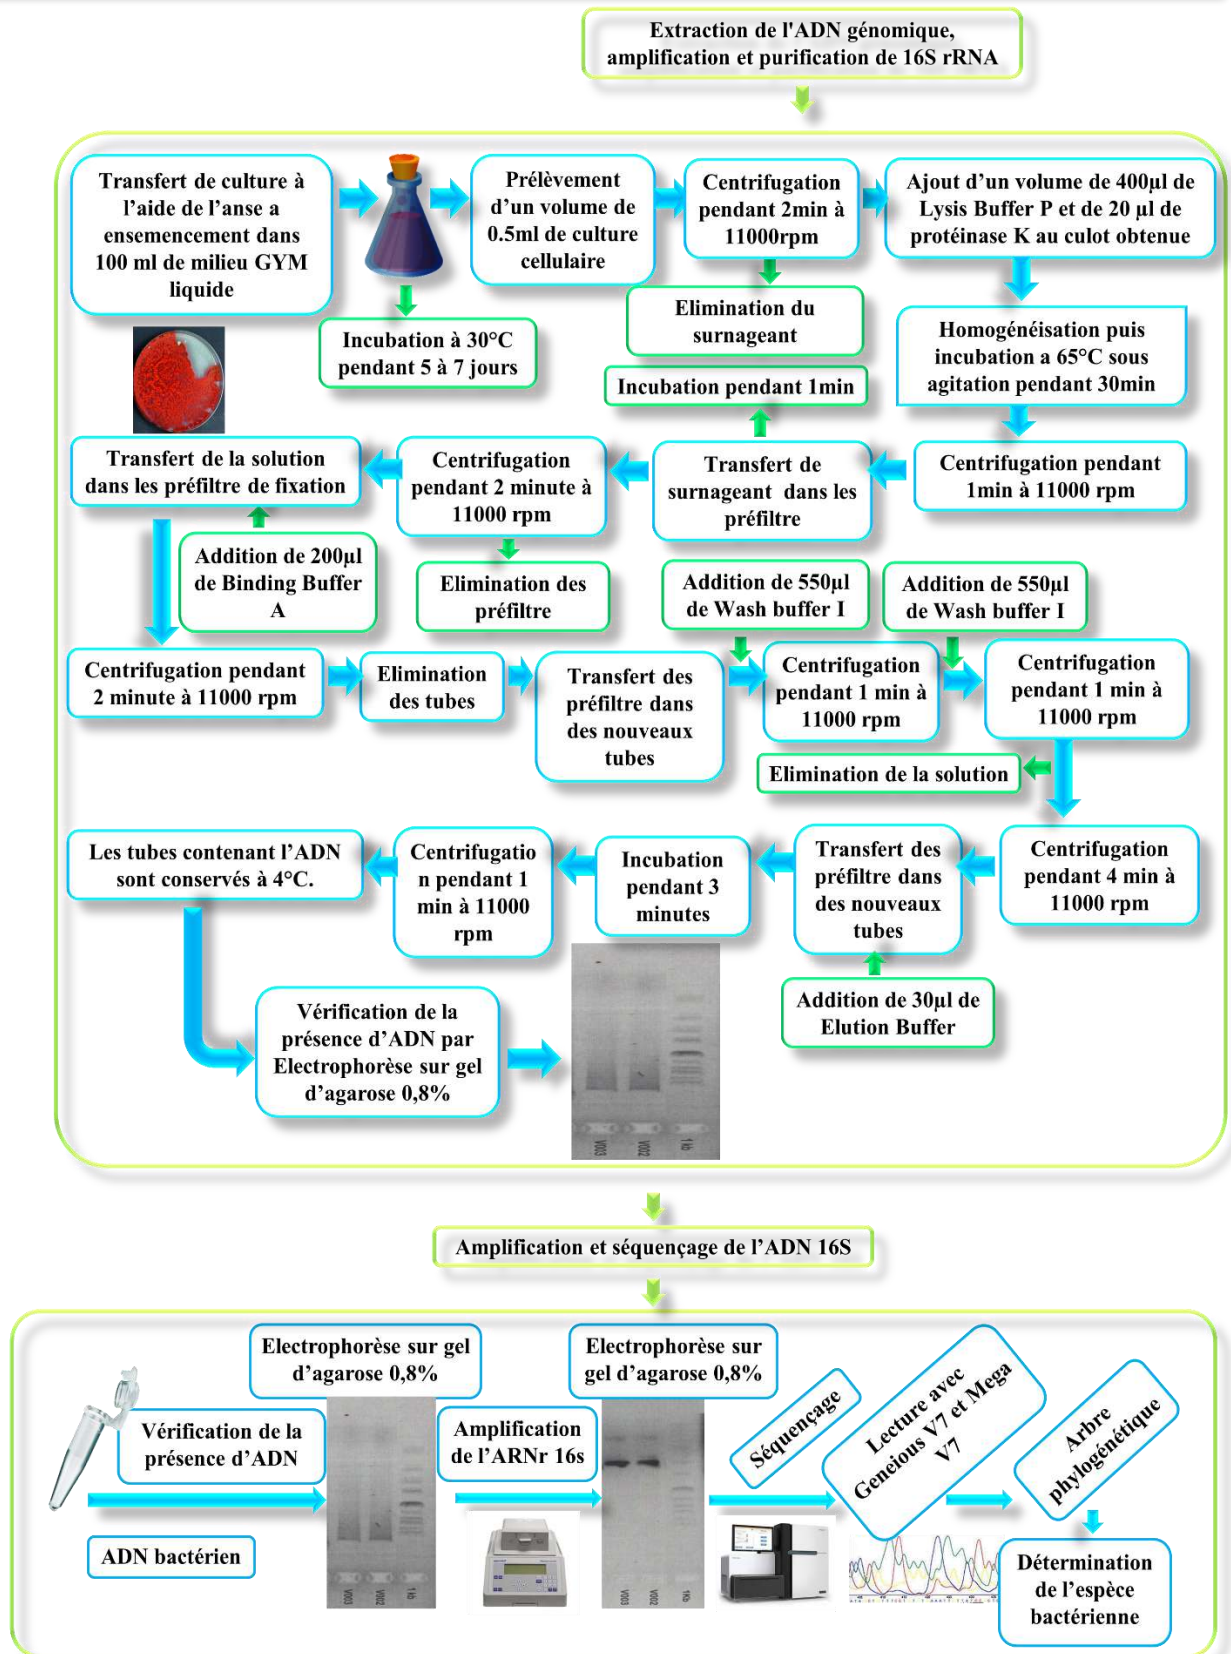 Extraction de l'ADN génomique,
amplification et purification de 16S rRNA
Transfert de culture à
l’aide de l’anse a
ensemencement dans
100 ml de milieu GYM
liquide
Prélèvement
d’un volume de
0.5ml de culture
cellulaire
Centrifugation
pendant 2min à
11000rpm
Ajout d’un volume de 400µl de
Lysis Buffer P et de 20 µl de
protéinase K au culot obtenue
Incubation à 30°C
pendant 5 à 7 jours
Elimination du
surnageant
Homogénéisation puis
incubation a 65°C sous
agitation pendant 30min
Incubation pendant 1min
Centrifugation pendant
1min à 11000 rpm
Transfert de
surnageant dans les
préfiltre
Centrifugation
pendant 2 minute à
11000 rpm
Transfert de la solution
dans les préfiltre de fixation
Addition de 200µl
de Binding Buffer
A
Elimination des
préfiltre
Addition de 550µl
de Wash buffer I
Addition de 550µl
de Wash buffer I
Centrifugation pendant
2 minute à 11000 rpm
Elimination
des tubes
Transfert des
préfiltre dans
des nouveaux
tubes
Centrifugation
pendant 1 min à
11000 rpm
Centrifugation
pendant 1 min à
11000 rpm
Elimination de la solution
Centrifugation
pendant 4 min à
11000 rpm
Transfert des
préfiltre dans
des nouveaux
tubes
Incubation
pendant 3
minutes
Centrifugatio
n pendant 1
min à 11000
rpm
Les tubes contenant l’ADN
sont conservés à 4°C.
Addition de 30µl de
Elution Buffer
Vérification de la
présence d’ADN par
Electrophorèse sur gel
d’agarose 0,8%
V003
V002
1 kb
Amplification et séquençage de l’ADN 16S
Electrophorèse sur gel
d’agarose 0,8%
Electrophorèse sur
gel d’agarose 0,8%
Vérification de la
présence d’ADN
Amplification
de l’ARNr 16s
Séquençage
Lecture avec
Geneious V7 et Mega
V7
Arbre
phylogénétique
ADN bactérien
V003
V002
1 kb
V003
V002
1Kb
Détermination
de l’espèce
bactérienne